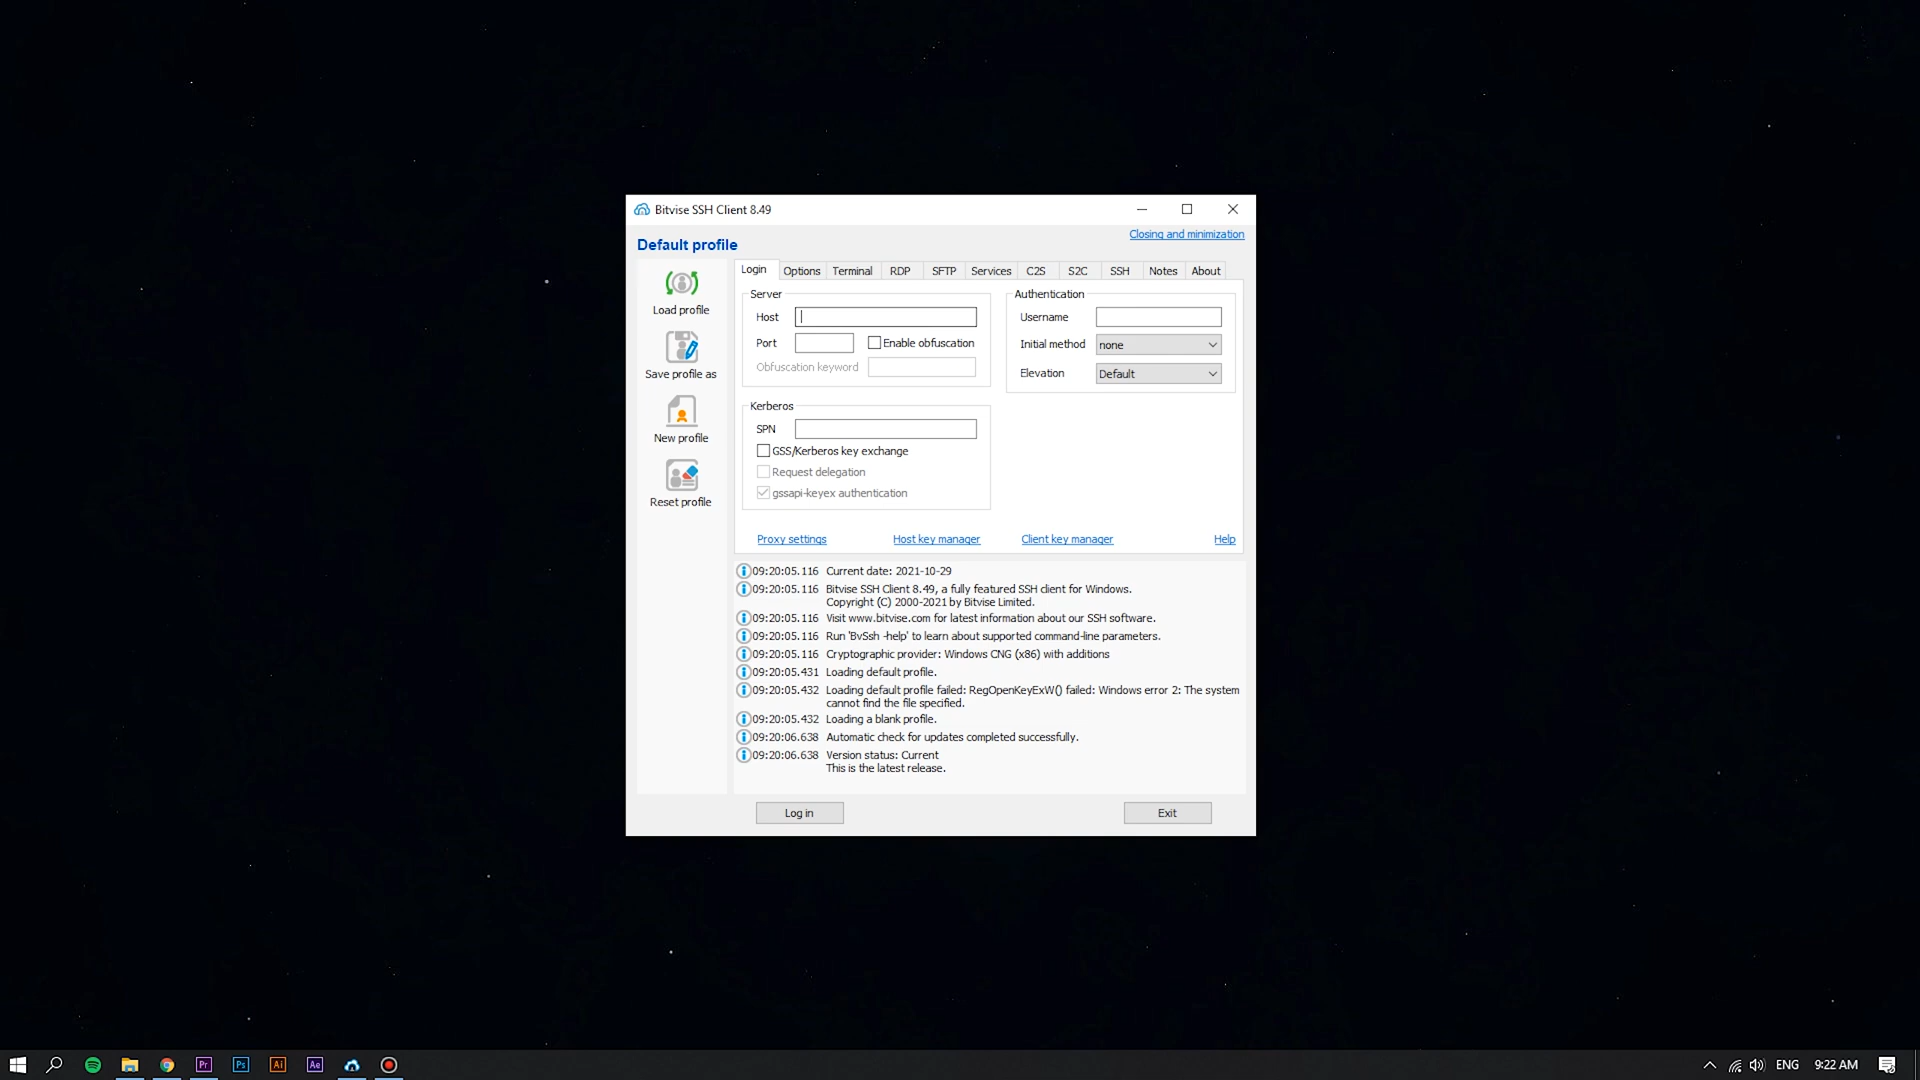 Bitvise SSH Client 8.49
Closing and minimization
Default profile
Load profile
Save profile as
New profile
Reset profile
Login Options Terminal RDP SFTP Services C2S S2C SSH Notes About
Server
Host
Port
Enable obfuscation
Obfuscation keyword
Authentication
Username
Initial method none
Elevation Default
Kerberos
SPN
GSS/Kerberos key exchange
Request delegation
gssapi-keyex authentication
Proxy settings Host key manager Client key manager Help
09:20:05.116 Current date: 2021-10-29
09:20:05.116 Bitvise SSH Client 8.49, a fully featured SSH client for Windows.
Copyright (C) 2000-2021 by Bitvise Limited.
09:20:05.116 Visit www.bitvise.com for latest information about our SSH software.
09:20:05.116 Run 'BvSsh -help' to learn about supported command-line parameters.
09:20:05.116 Cryptographic provider: Windows CNG (x86) with additions
09:20:05.431 Loading default profile.
09:20:05.432 Loading default profile failed: RegOpenKeyExW() failed: Windows error 2: The system
cannot find the file specified.
09:20:05.432 Loading a blank profile.
09:20:06.638 Automatic check for updates completed successfully.
09:20:06.638 Version status: Current
This is the latest release.
Log in Exit
Pr Ps Ai Ae ENG 9:22 AM